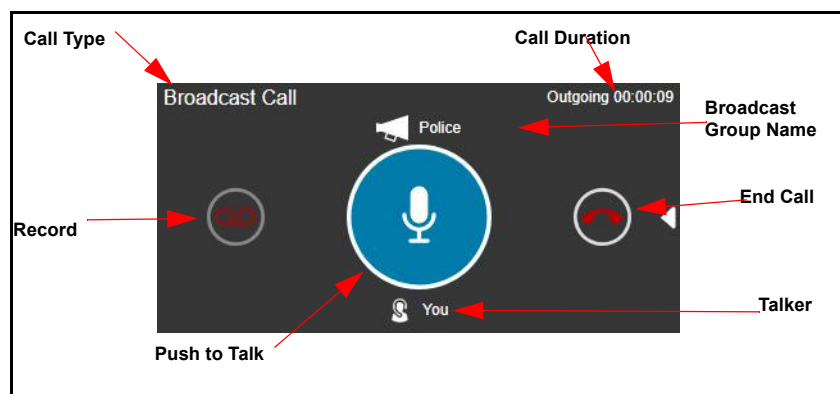 Call Type
Call Duration
Broadcast Call
Outgoing 00:00:09
Police
Broadcast
Group Name
End Call
Record
You
Talker
Push to Talk